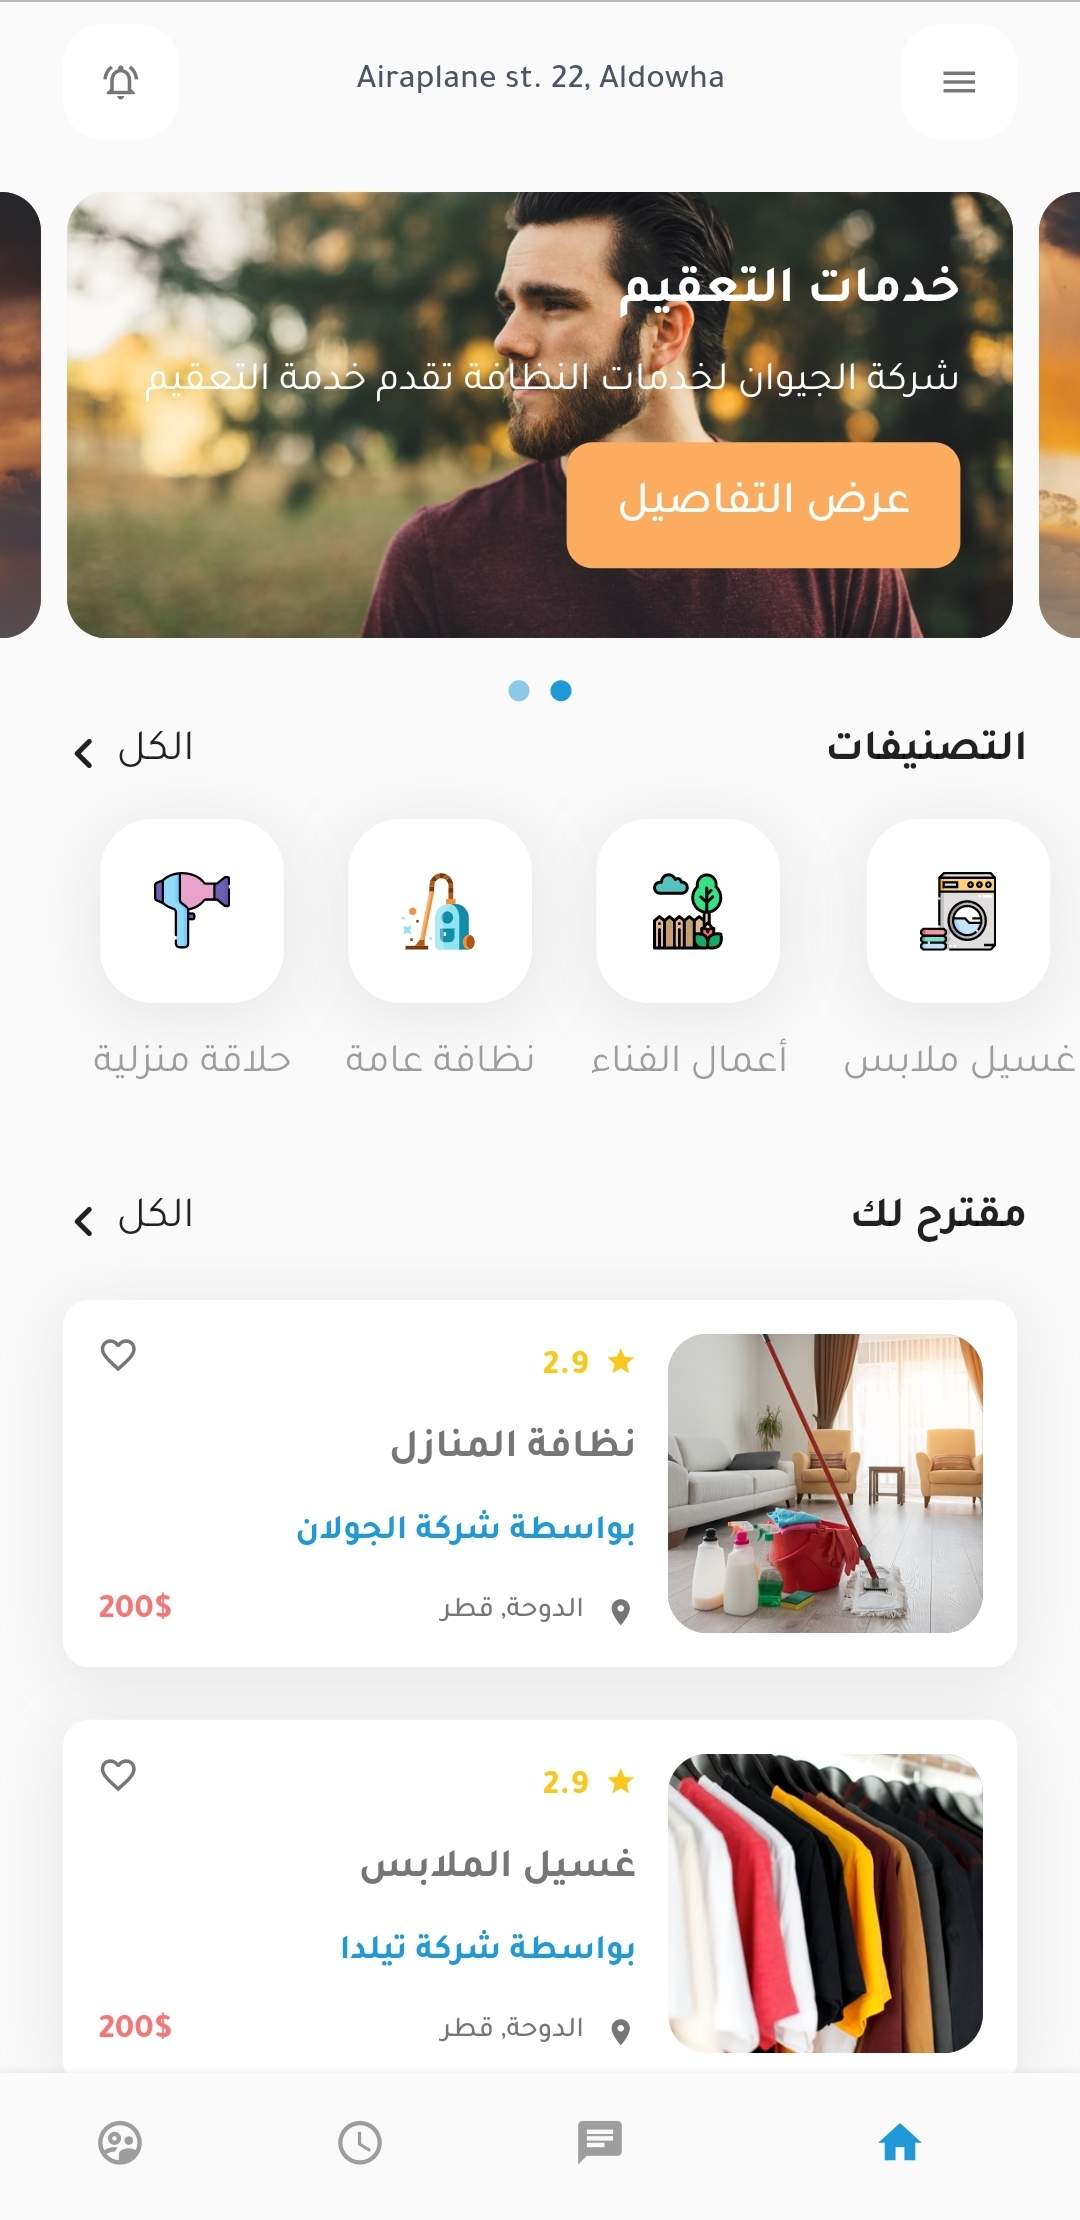 Airaplane st. 22, Aldowha
خدمات التعقيم
شركة الجيوان لخدمات النظافة تقدم خدمة التعقيم
عرض التفاصيل
التصنيفات
الكل
غسيل ملابس
أعمال الفناء
نظافة عامة
حلاقة منزلية
مقترح لك
الكل
2.9
نظافة المنازل
بواسطة شركة الجولان
الدوحة, قطر
200$
2.9
غسيل الملابس
بواسطة شركة تيلدا
الدوحة, قطر
200$